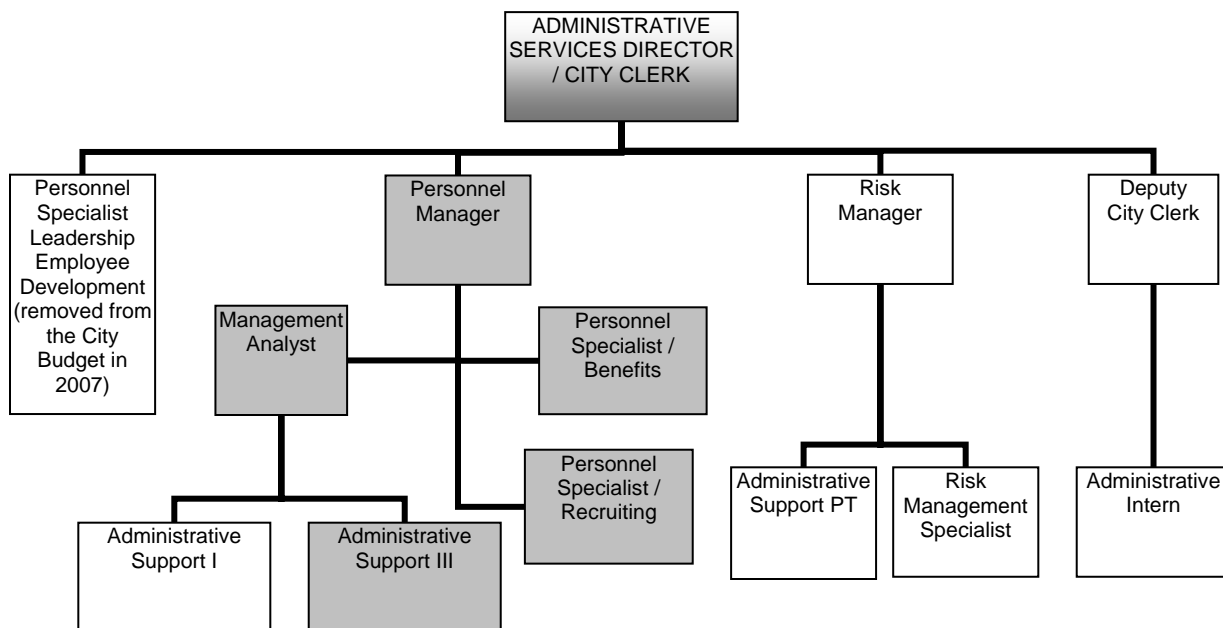 ADMINISTRATIVE
SERVICES DIRECTOR
/ CITY CLERK
Personnel
Specialist
Leadership
Employee
Development
(removed from
the City
Budget in
2007)
Personnel
Manager
Risk
Manager
Deputy
City Clerk
Management
Analyst
Personnel
Specialist /
Benefits
Personnel
Specialist /
Recruiting
Administrative
Support PT
Risk
Management
Specialist
Administrative
Intern
Administrative
Support I
Administrative
Support III